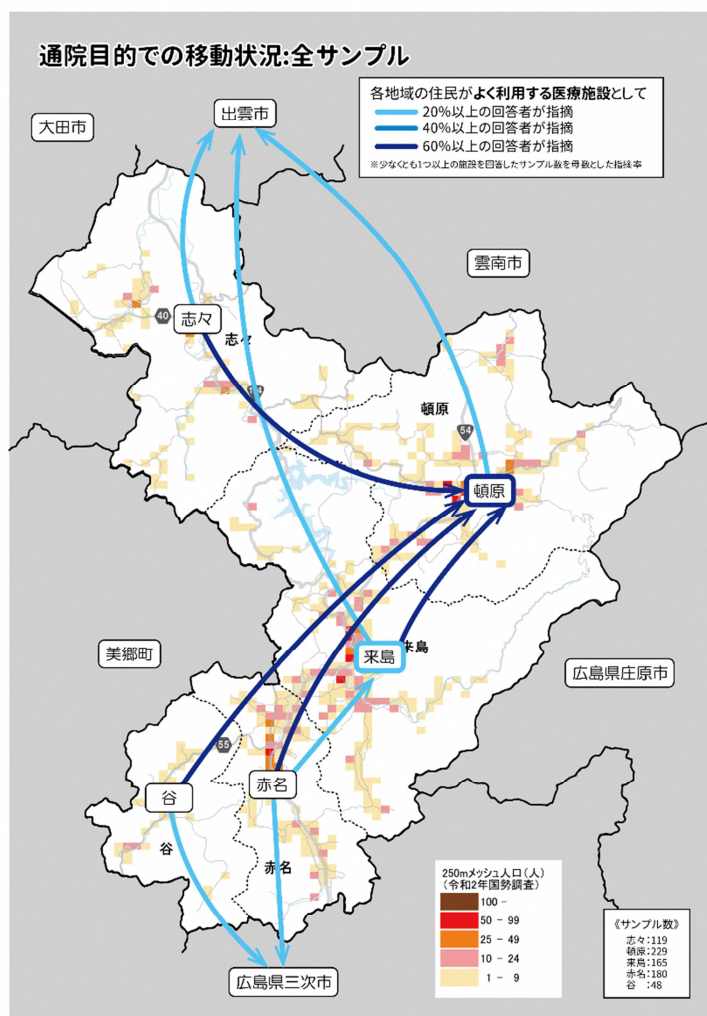 通院目的での移動状況:全サンプル
各地域の住民がよく利用する医療施設として
20%以上の回答者が指摘
40%以上の回答者が指摘
60%以上の回答者が指摘
※少なくとも1つ以上の施設を回答したサンプル数を母数とした指摘率
大田市
出雲市
雲南市
40
志々
志々
頓原
54
頓原
来島
来島
美郷町
広島県庄原市
55
赤名
谷
谷
赤名
広島県三次市
250mメッシュ人口(人)
(令和2年国勢調査)
100 -
50 - 99
25 - 49
10 - 24
1 - 9
《サンプル数》
志々:119
頓原:229
来島:165
赤名:180
谷 :48